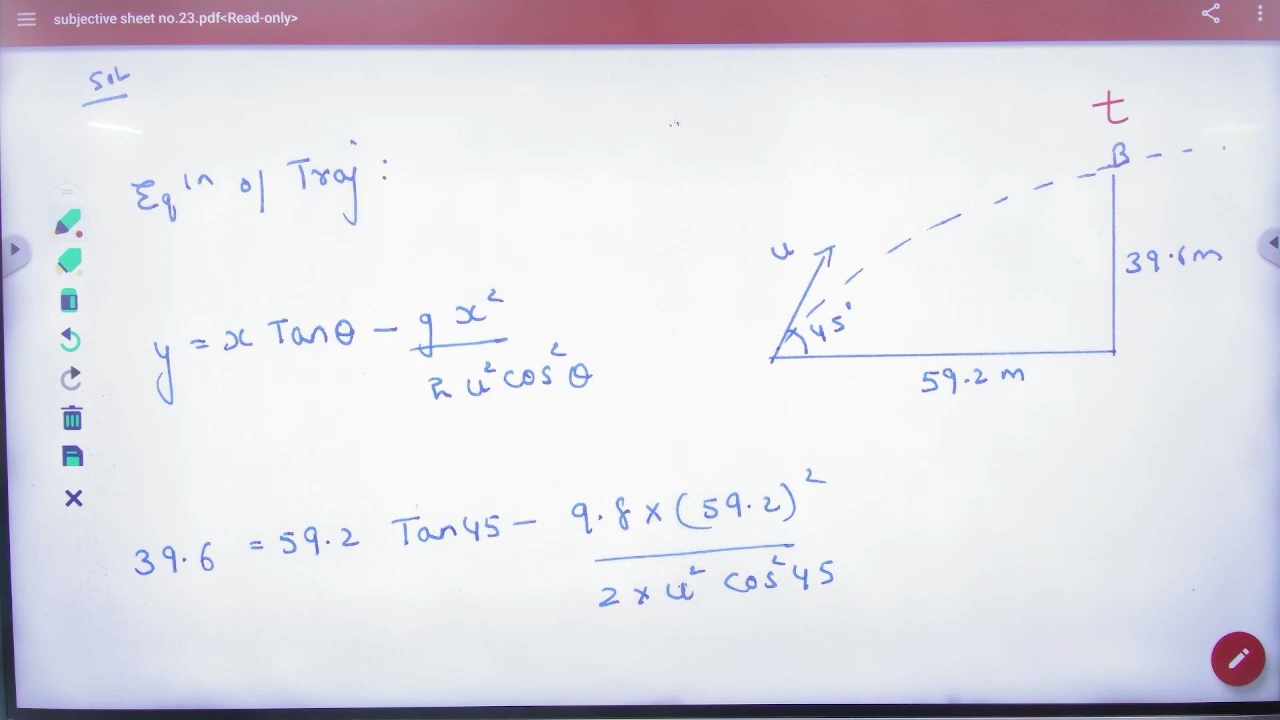 subjective sheet no.23.pdf<Read-only>
Sol
Eqⁿ of Traj :
t
B
u
45°
39.6m
59.2 m
y = x Tanθ - g x²
2 u² cos² θ
39.6 = 59.2 Tan45 - 9.8 x (59.2)²
2 x u² cos² 45